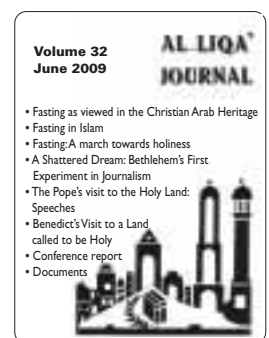 Volume 32
June 2009
AL-LIQA'
JOURNAL
• Fasting as viewed in the Christian Arab Heritage
• Fasting in Islam
• Fasting: A march towards holiness
• A Shattered Dream: Bethlehem's First
Experiment in Journalism
• The Pope's visit to the Holy Land:
Speeches
• Benedict's Visit to a Land
called to be Holy
• Conference report
• Documents